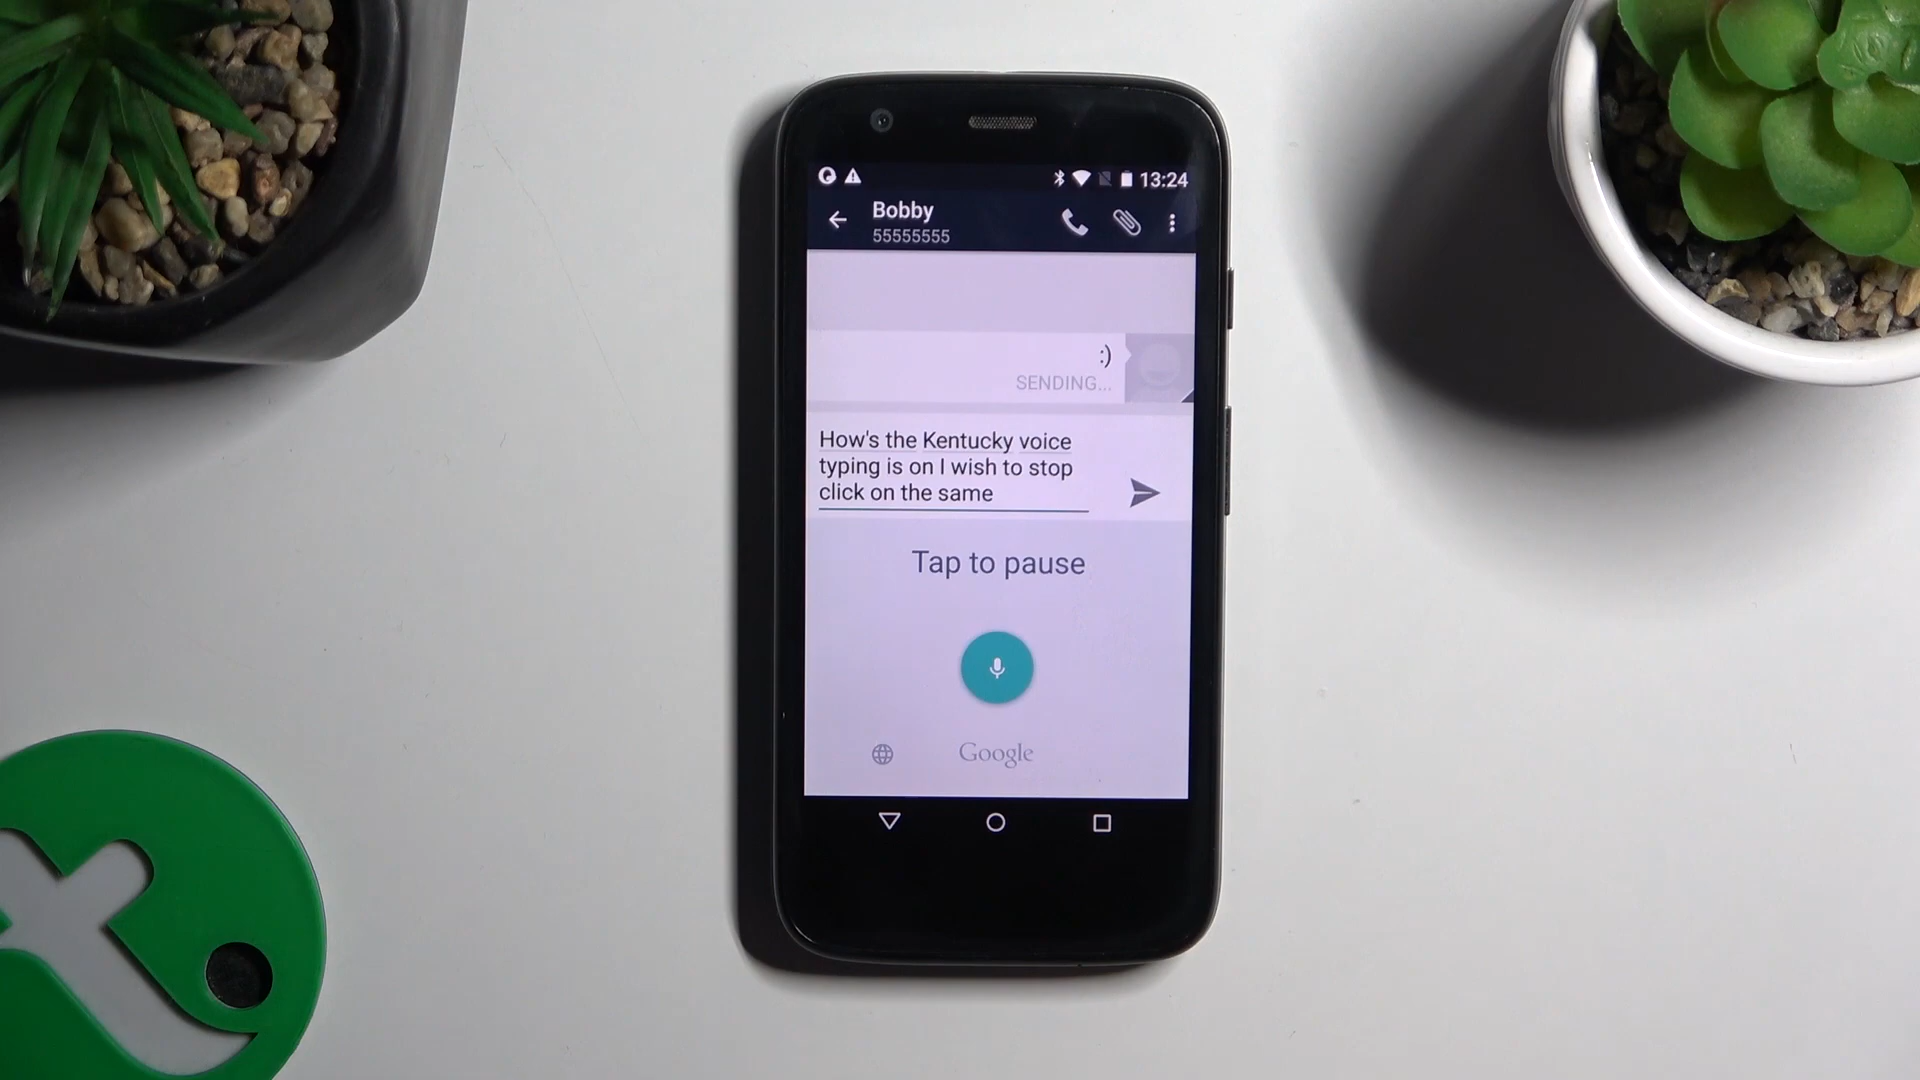 13:24
Bobby
55555555
:)
SENDING...
How's the Kentucky voice
typing is on I wish to stop
click on the same
Tap to pause
Google